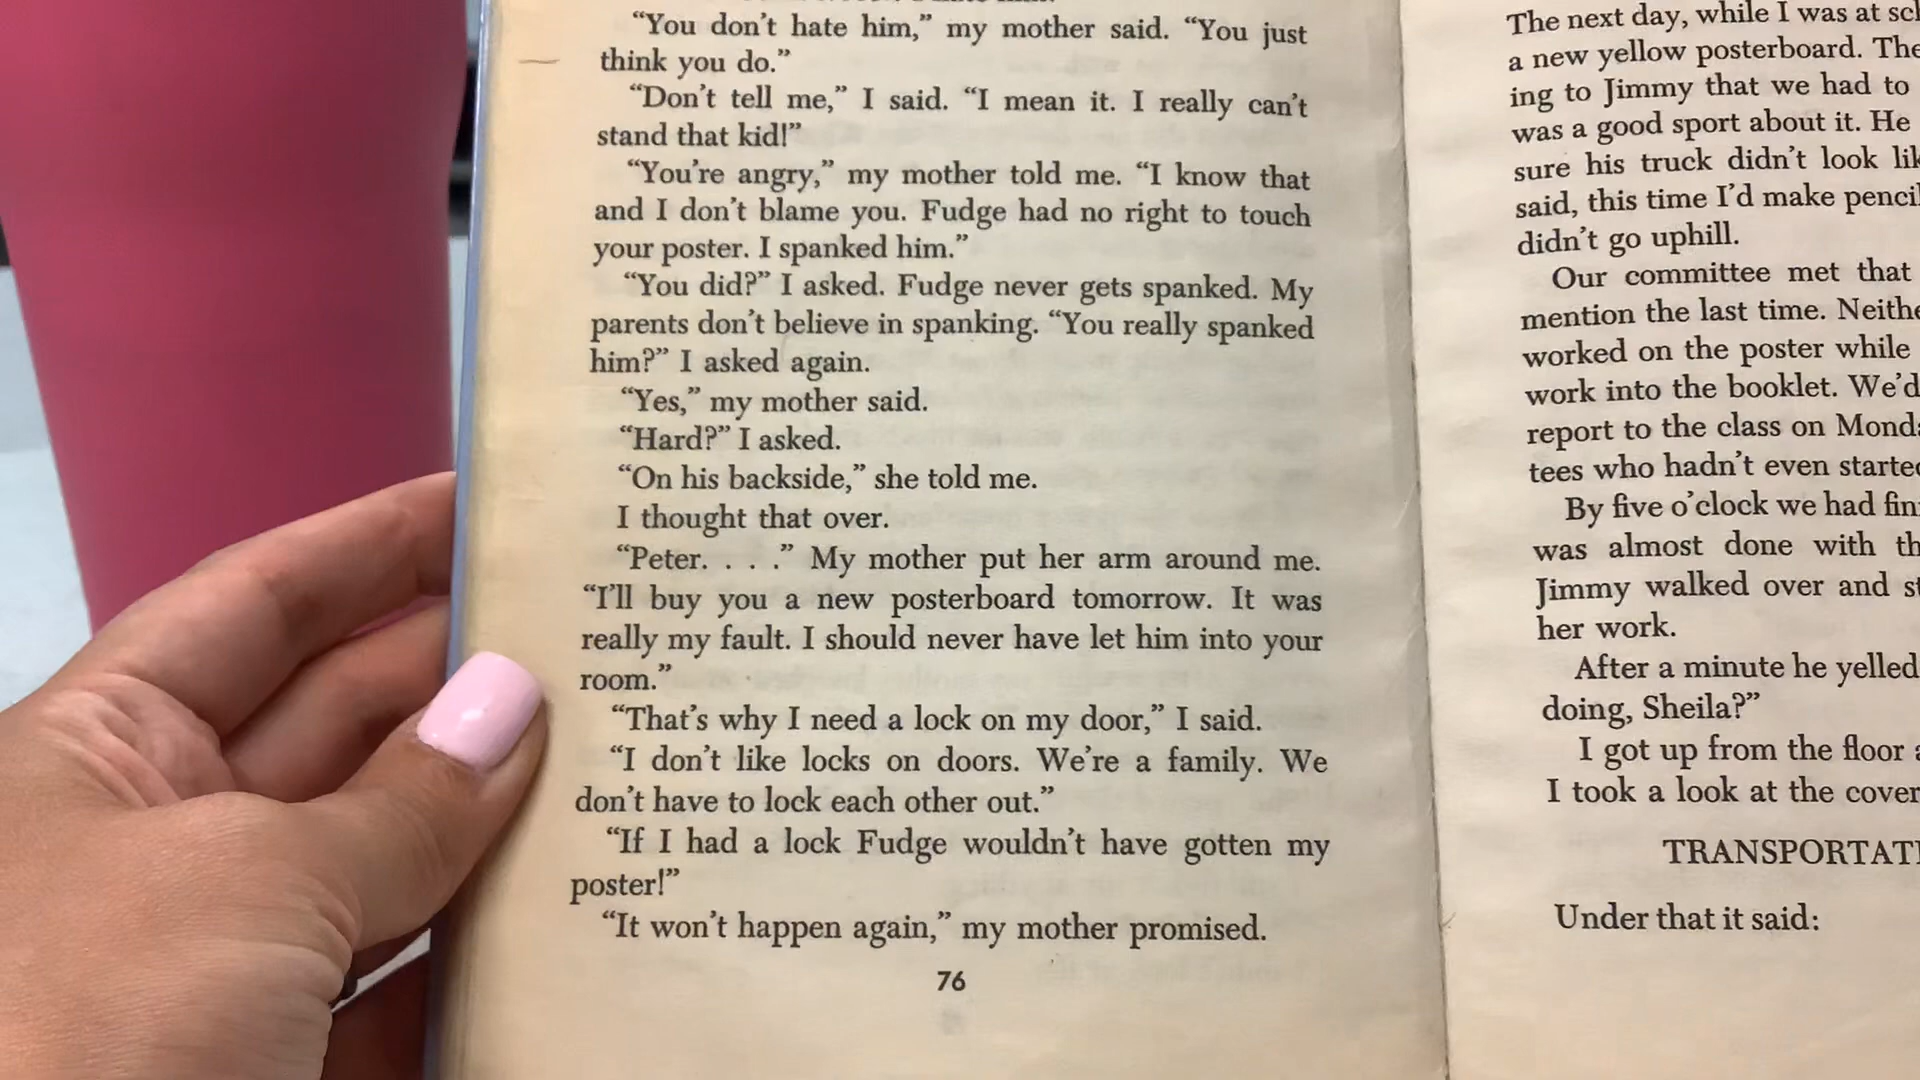 “You don’t hate him,” my mother said. “You just
think you do.”
“Don’t tell me,” I said. “I mean it. I really can’t
stand that kid!”
“You’re angry,” my mother told me. “I know that
and I don’t blame you. Fudge had no right to touch
your poster. I spanked him.”
“You did?” I asked. Fudge never gets spanked. My
parents don’t believe in spanking. “You really spanked
him?” I asked again.
“Yes,” my mother said.
“Hard?” I asked.
“On his backside,” she told me.
I thought that over.
“Peter. . . .” My mother put her arm around me.
“I’ll buy you a new posterboard tomorrow. It was
really my fault. I should never have let him into your
room.”
“That’s why I need a lock on my door,” I said.
“I don’t like locks on doors. We’re a family. We
don’t have to lock each other out.”
“If I had a lock Fudge wouldn’t have gotten my
poster!”
“It won’t happen again,” my mother promised.
76
The next day, while I was at
a new yellow posterboard.
ing to Jimmy that we had to
was a good sport about it. He
sure his truck didn’t look
said, this time I’d make
didn’t go uphill.
Our committee met that
mention the last time.
worked on the poster while
work into the booklet. We’d
report to the class on
tees who hadn’t even
By five o’clock we had
was almost done with
Jimmy walked over and
her work.
After a minute he yelled
doing, Sheila?”
I got up from the floor
I took a look at the cover
Under that it said: